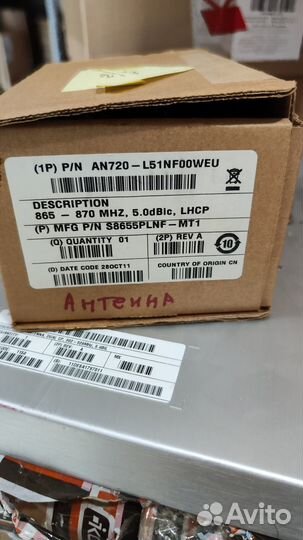 (1P) P/N AN720-L51NF00WEU
DESCRIPTION
865 - 870 MHZ, 5.0dBic, LHCP
(P) MFG P/N S8655PLNF-MT1
(Q) QUANTITY 01
(2P) REV A
10
(D) DATE CODE 28OCT11
COUNTRY OF ORIGIN CN
Антенна
MX
Avito